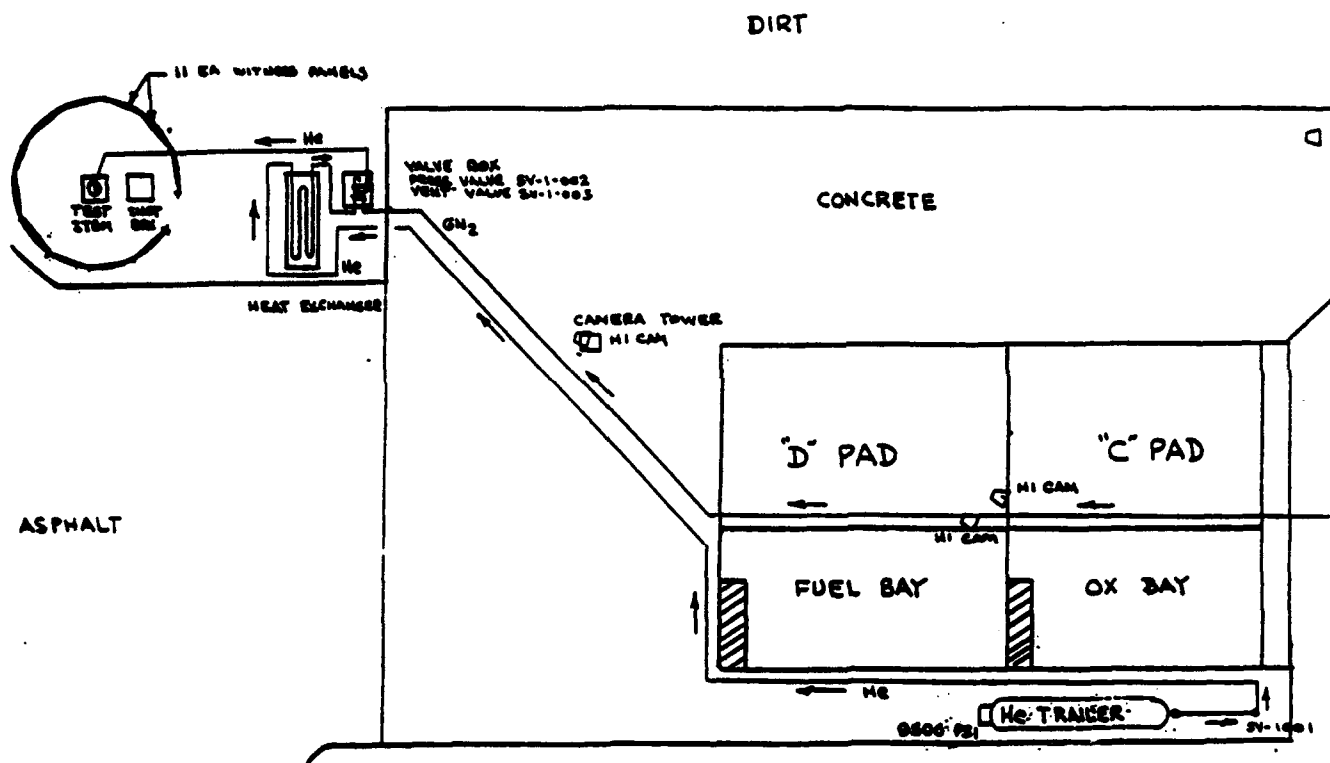 DIRT
11 EA WITNESS PANELS
He
VALVE BOX
PRESS VALVE SV-1-002
VENT VALVE SV-1-003
CONCRETE
TEST
ITEM
GN2
He
HEAT EXCHANGER
CAMERA TOWER
HI CAM
"D" PAD
"C" PAD
HI CAM
ASPHALT
HI CAM
FUEL BAY
OX BAY
He
He TRAILER
PSI
SV-1001